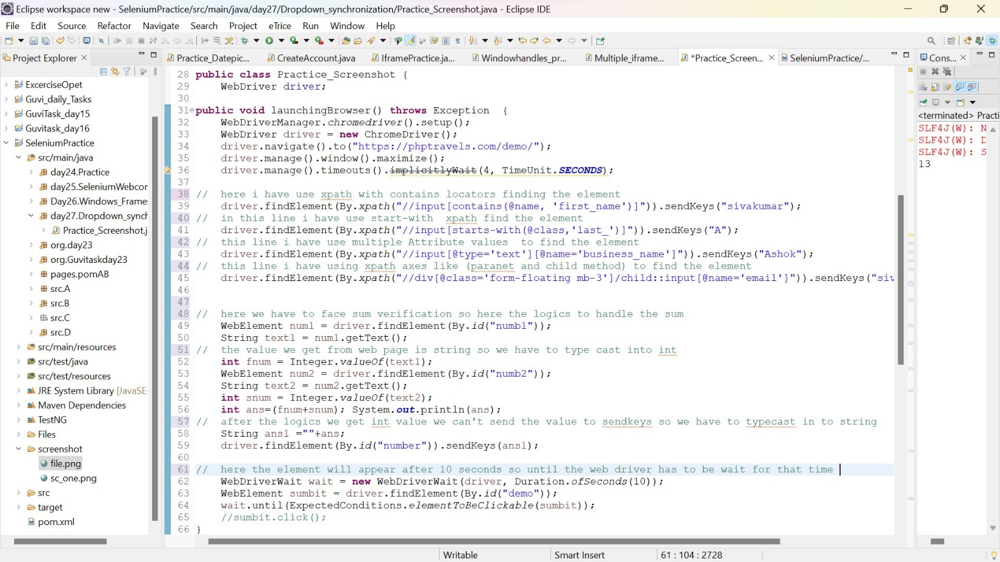 Eclipse workspace new - SeleniumPractice/src/main/java/day27/Dropdown_synchronization/Practice_Screenshot.java - Eclipse IDE
File Edit Source Refactor Navigate Search Project eTrice Run Window Help
Project Explorer
Practice_Datepic... CreateAccount.java IframePractice.ja... Windowhandles_pr... Multiple_iframe... *Practice_Screen... SeleniumPractice/...
Cons...
ExcerciseOpet
Guvi_daily_Tasks
GuviTask_day15
Guvitask_day16
SeleniumPractice
src/main/java
day24.Practice
day25.SeleniumWebcor
Day26.Windows_Frame
day27.Dropdown_synch
Practice_Screenshot.j
org.day23
org.Guvitaskday23
pages.pomAB
src.A
src.B
src.C
src.D
src/main/resources
src/test/java
src/test/resources
JRE System Library [JavaSE-
Maven Dependencies
TestNG
Files
screenshot
file.png
sc_one.png
src
target
pom.xml
28 public class Practice_Screenshot {
29 WebDriver driver;
30
31 public void launchingBrowser() throws Exception {
32 WebDriverManager.chromedriver().setup();
33 WebDriver driver = new ChromeDriver();
34 driver.navigate().to("https://phptravels.com/demo/");
35 driver.manage().window().maximize();
36 driver.manage().timeouts().implicitlyWait(4, TimeUnit.SECONDS);
37
38 // here i have use xpath with contains locators finding the element
39 driver.findElement(By.xpath("//input[contains(@name, 'first_name')]")).sendKeys("sivakumar");
40 // in this line i have use start-with xpath find the element
41 driver.findElement(By.xpath("//input[starts-with(@class,'last_')]")).sendKeys("A");
42 // this line i have use multiple Attribute values to find the element
43 driver.findElement(By.xpath("//input[@type='text'][@name='business_name']")).sendKeys("Ashok");
44 // this line i have using xpath axes like (paranet and child method) to find the element
45 driver.findElement(By.xpath("//div[@class='form-floating mb-3']/child::input[@name='email']")).sendKeys("siv
46
47
48 // here we have to face sum verification so here the logics to handle the sum
49 WebElement num1 = driver.findElement(By.id("numb1"));
50 String text1 = num1.getText();
51 // the value we get from web page is string so we have to type cast into int
52 int fnum = Integer.valueOf(text1);
53 WebElement num2 = driver.findElement(By.id("numb2"));
54 String text2 = num2.getText();
55 int snum = Integer.valueOf(text2);
56 int ans=(fnum+snum); System.out.println(ans);
57 // after the logics we get int value we can't send the value to sendkeys so we have to typecast in to string
58 String ans1 =""+ans;
59 driver.findElement(By.id("number")).sendKeys(ans1);
60
61 // here the element will appear after 10 seconds so until the web driver has to be wait for that time
62 WebDriverWait wait = new WebDriverWait(driver, Duration.ofSeconds(10));
63 WebElement sumbit = driver.findElement(By.id("demo"));
64 wait.until(ExpectedConditions.elementToBeClickable(sumbit));
65 //sumbit.click();
66 }
<terminated> Practi
SLF4J(W): N
SLF4J(W): D
SLF4J(W): S
13
Writable Smart Insert 61 : 104 : 2728